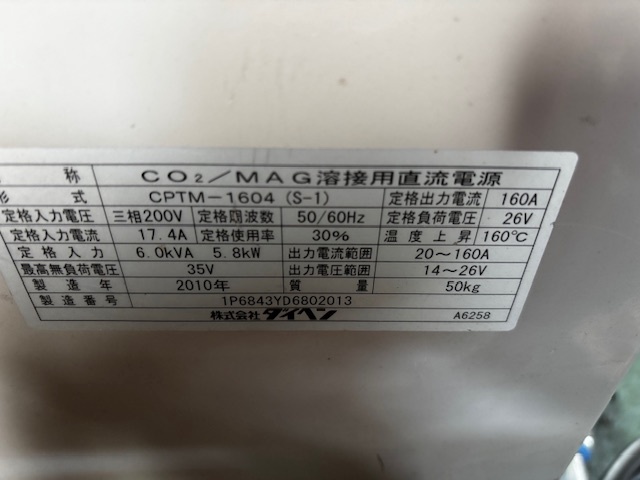 称 CO₂/MAG溶接用直流電源
形式 CPTM-1604 (S-1) 定格出力電流 160A
定格入力電圧 三相200V 定格周波数 50/60Hz 定格負荷電圧 26V
定格入力電流 17.4A 定格使用率 30% 温度上昇 160℃
定格入力 6.0kVA 5.8kW 出力電流範囲 20~160A
最高無負荷電圧 35V 出力電圧範囲 14~26V
製造年 2010年 質量 50kg
製造番号 1P6843YD6802013
株式会社ダイヘン A6258